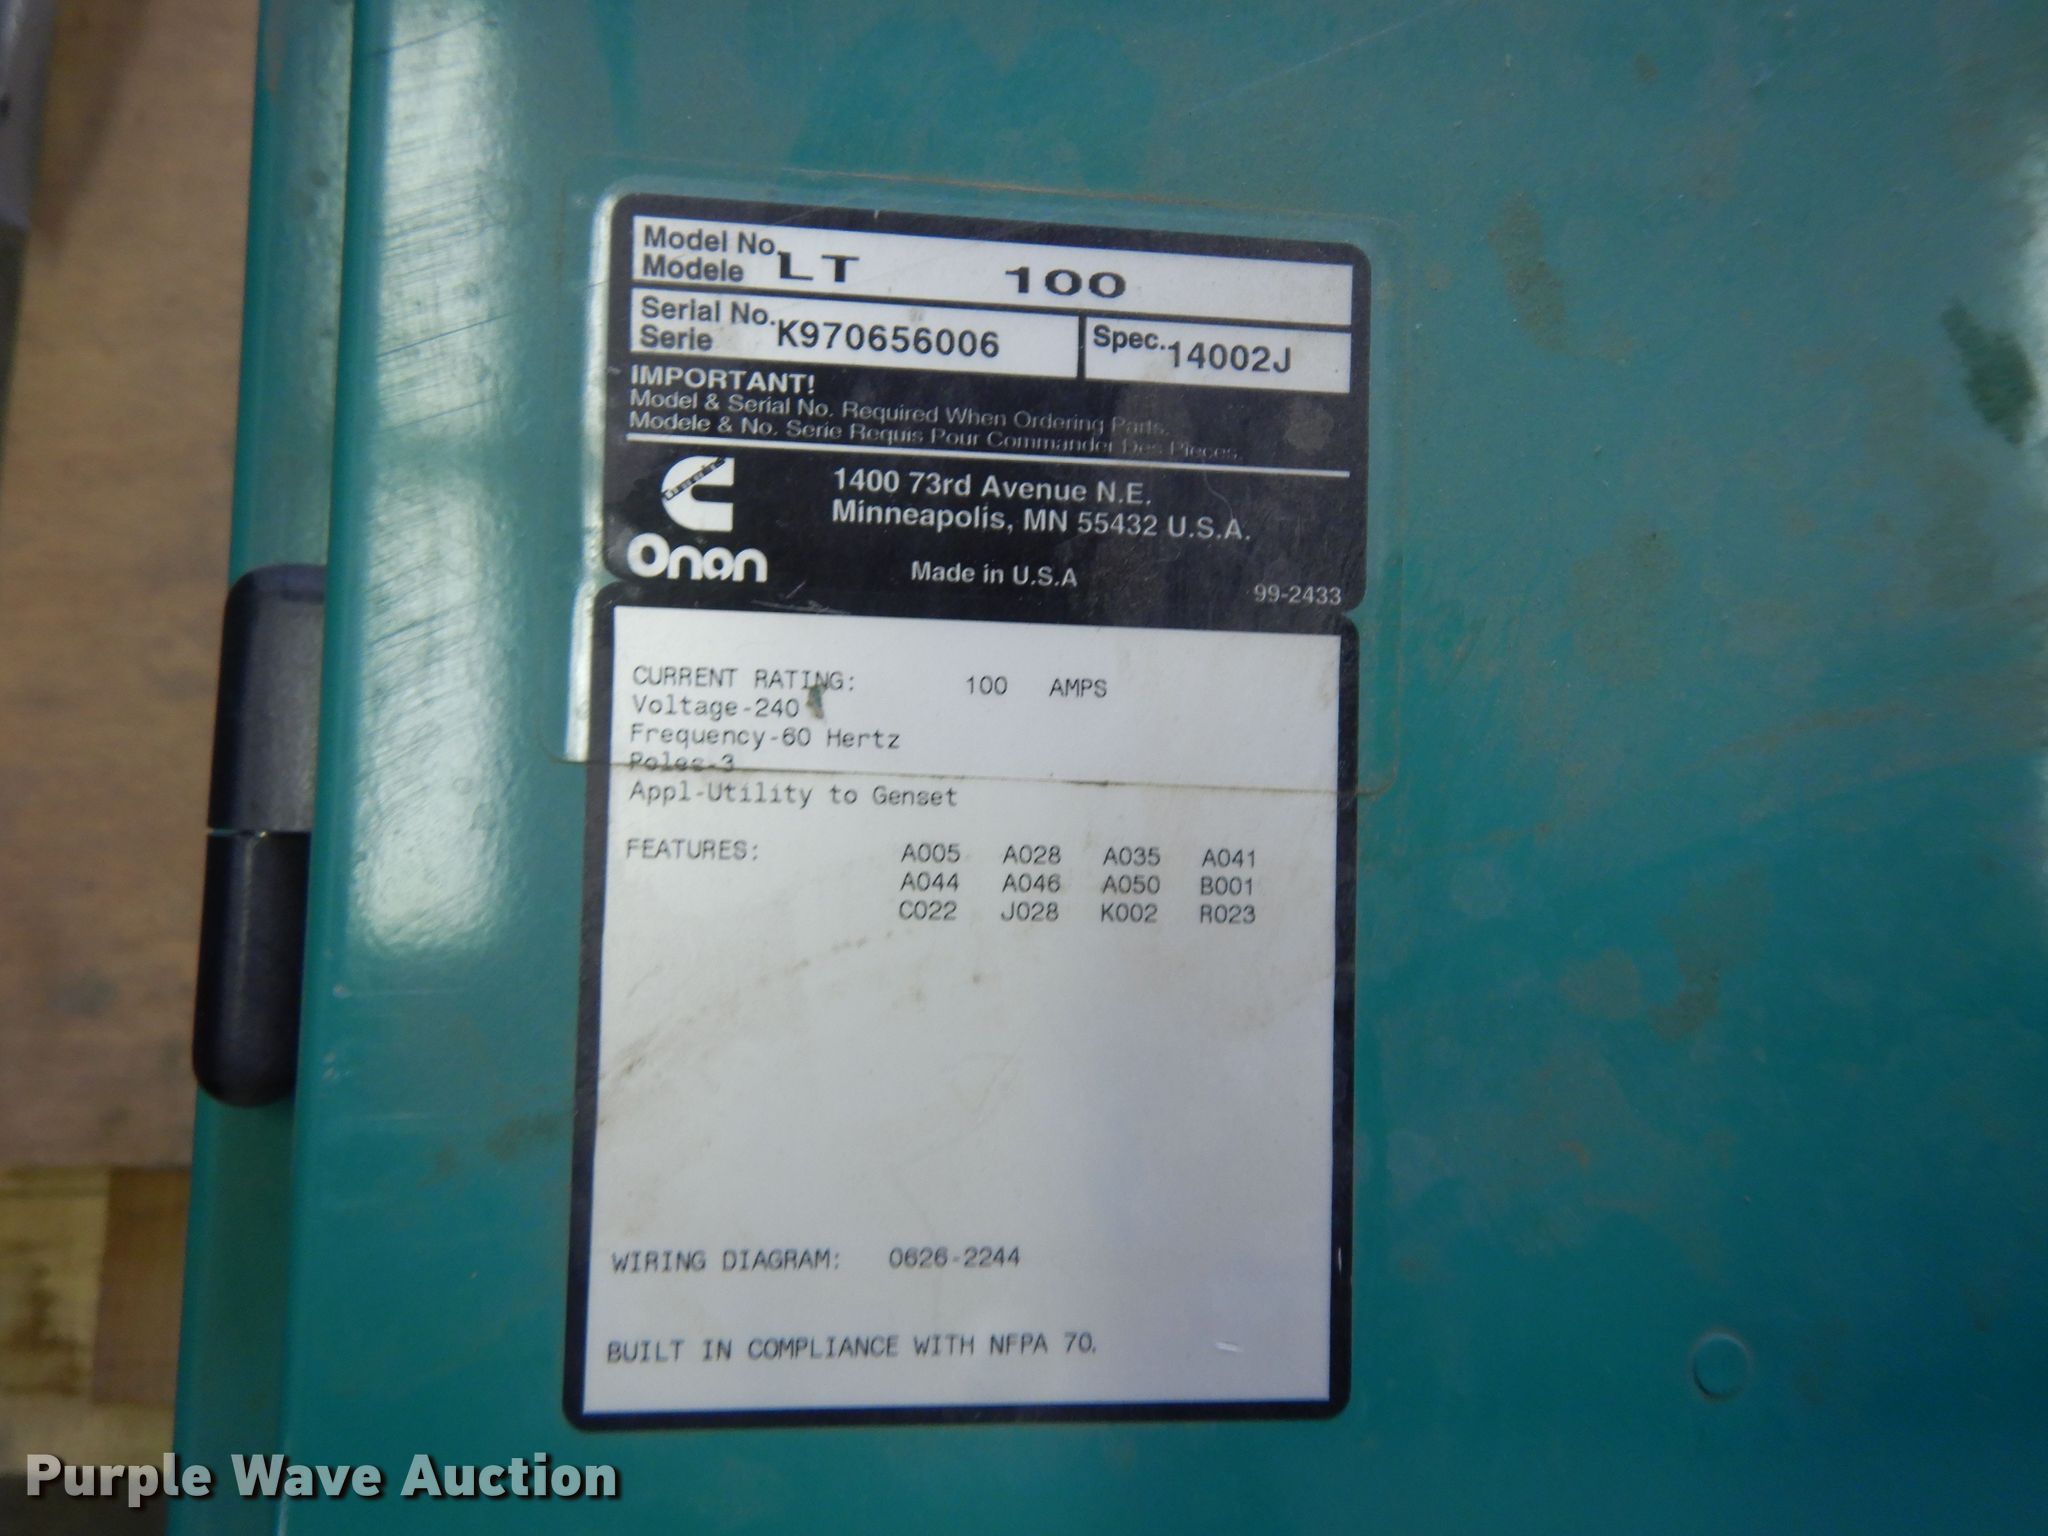 Model No. LT 100
Modele
Serial No. K970656006
Serie
Spec. 14002J
IMPORTANT!
Model & Serial No. Required When Ordering Parts.
Modele & No. Serie Requis Pour Commander Des Pieces.
1400 73rd Avenue N.E.
Minneapolis, MN 55432 U.S.A.
Onan
Made in U.S.A
99-2433
CURRENT RATING: 100 AMPS
Voltage-240
Frequency-60 Hertz
Poles-3
Appl-Utility to Genset
FEATURES: A005 A028 A035 A041
A044 A046 A050 B001
C022 J028 K002 R023
WIRING DIAGRAM: 0626-2244
BUILT IN COMPLIANCE WITH NFPA 70.
Purple Wave Auction